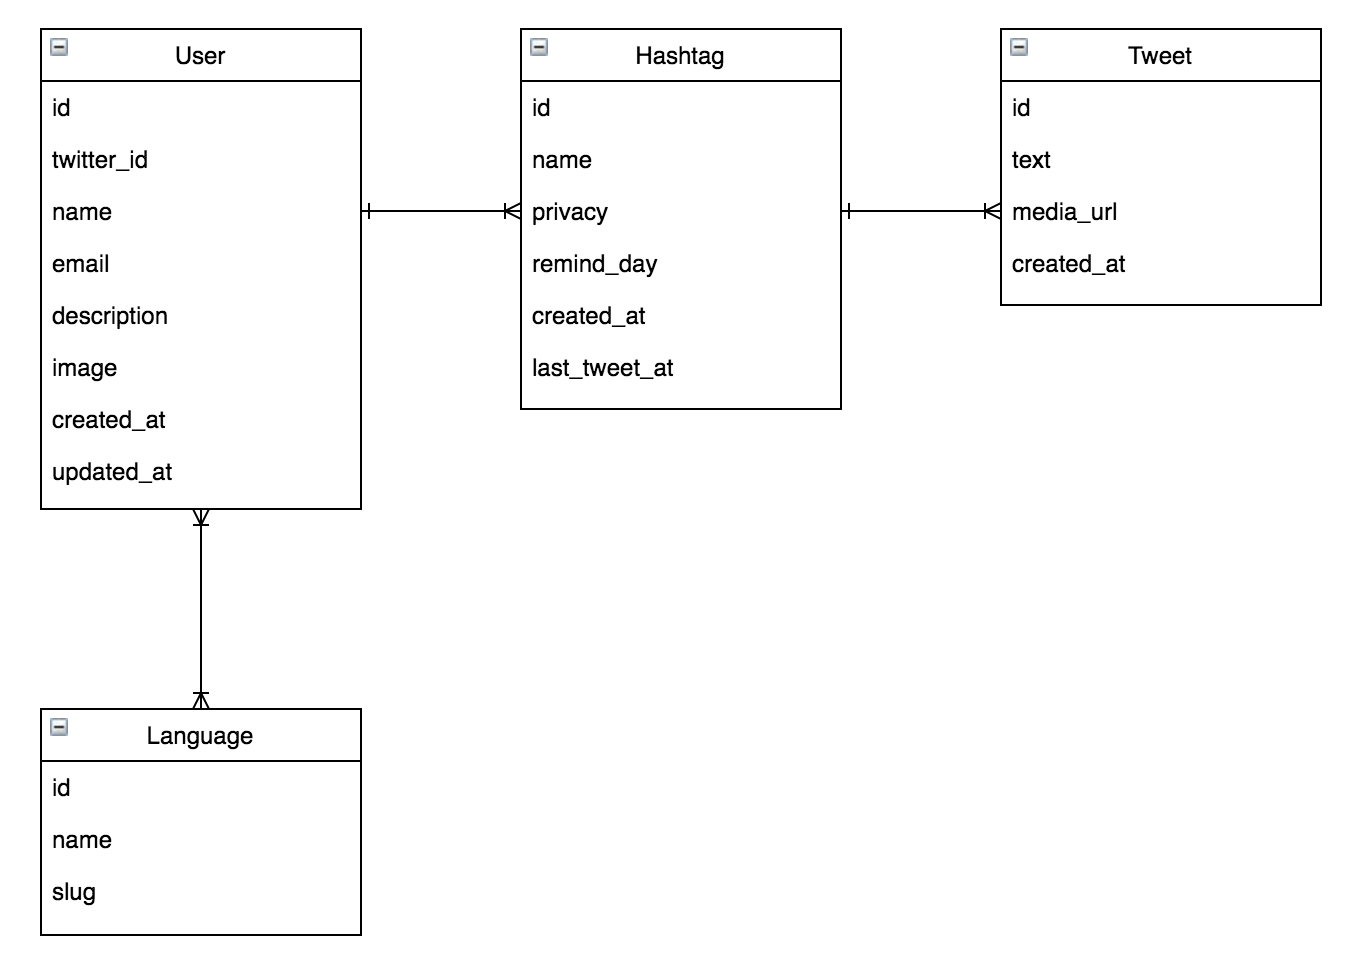 User
id
twitter_id
name
email
description
image
created_at
updated_at
Hashtag
id
name
privacy
remind_day
created_at
last_tweet_at
Tweet
id
text
media_url
created_at
Language
id
name
slug